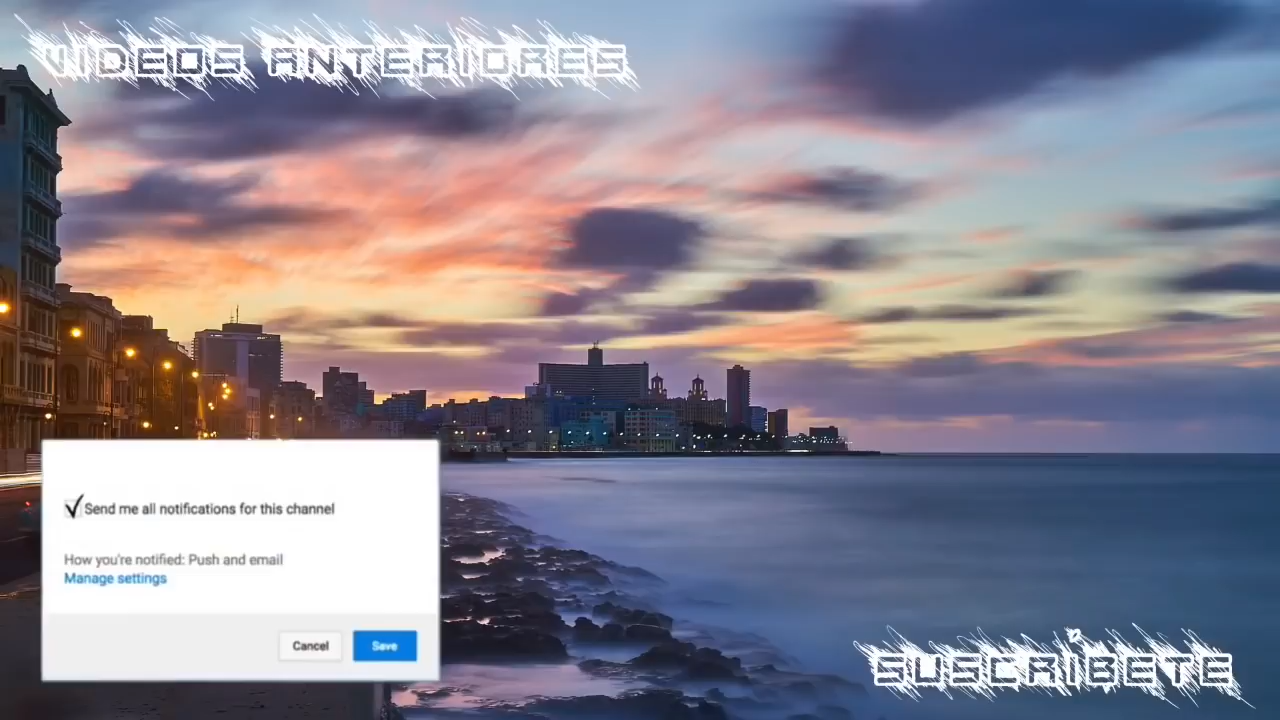 VIDEOS ANTERIORES
Send me all notifications for this channel
How you're notified: Push and email
Manage settings
Cancel Save
SUSCRIBETE